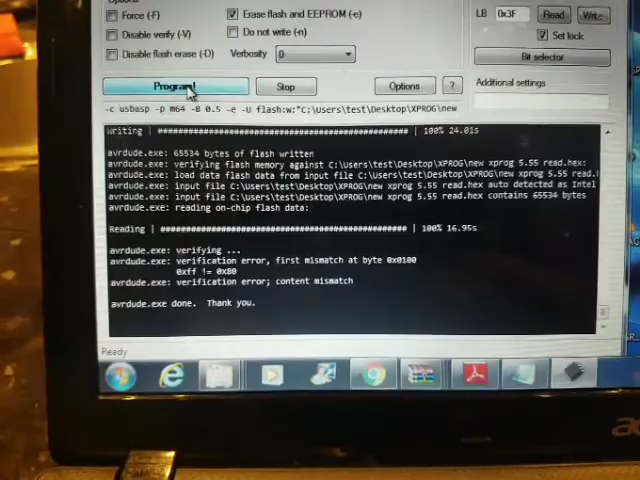 Options
Force (-F)
Erase flash and EEPROM (-e)
LB 0x3F Read Write
Disable verify (-V)
Do not write (-n)
Set lock
Disable flash erase (-D)
Verbosity 0
Bit selector
Program! Stop Options ?
Additional settings
-c usbasp -p m64 -B 0.5 -e -U flash:w:"C:\Users\test\Desktop\XPROG\new
Writing | ################################################## | 100% 24.01s
avrdude.exe: 65534 bytes of flash written
avrdude.exe: verifying flash memory against C:\Users\test\Desktop\XPROG\new xprog 5.55 read.hex:
avrdude.exe: load data flash data from input file C:\Users\test\Desktop\XPROG\new xprog 5.55 read.
avrdude.exe: input file C:\Users\test\Desktop\XPROG\new xprog 5.55 read.hex auto detected as Intel
avrdude.exe: input file C:\Users\test\Desktop\XPROG\new xprog 5.55 read.hex contains 65534 bytes
avrdude.exe: reading on-chip flash data:
Reading | ################################################## | 100% 16.95s
avrdude.exe: verifying ...
avrdude.exe: verification error, first mismatch at byte 0x0100
0xff != 0x80
avrdude.exe: verification error; content mismatch
avrdude.exe done. Thank you.
Ready